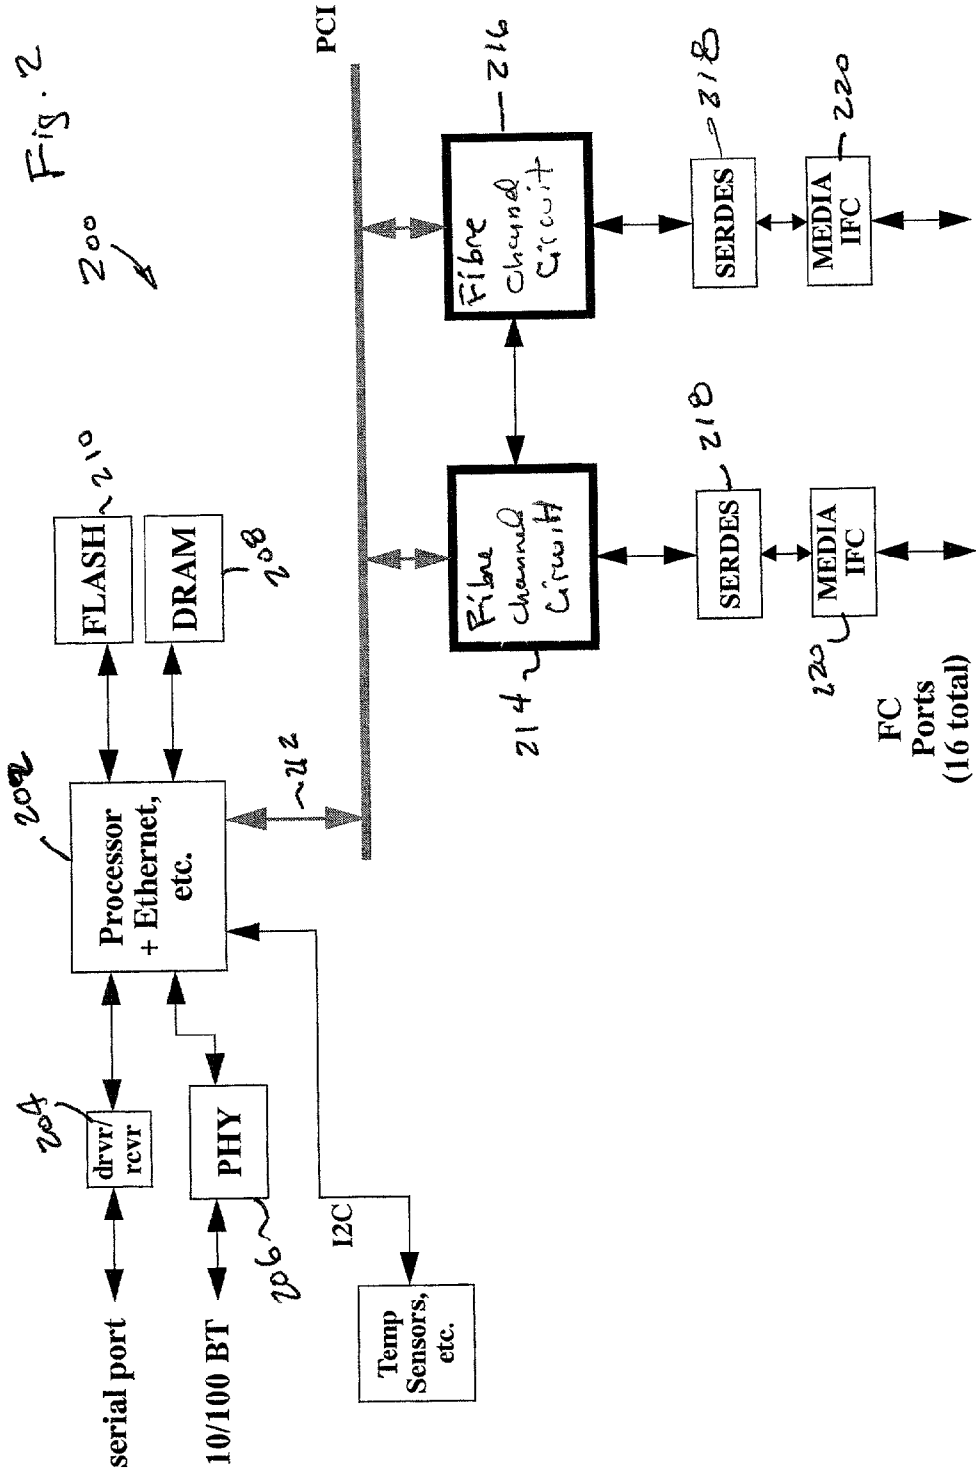 Fig. 2
200
serial port
10/100 BT
204
drvr/
rcvr
PHY
206
202
Processor
+ Ethernet,
etc.
FLASH
210
DRAM
208
212
I2C
Temp
Sensors,
etc.
PCI
214
Fibre
Channel
Circuit
216
Fibre
Channel
Circuit
SERDES
218
SERDES
218
MEDIA
IFC
220
MEDIA
IFC
220
FC
Ports
(16 total)